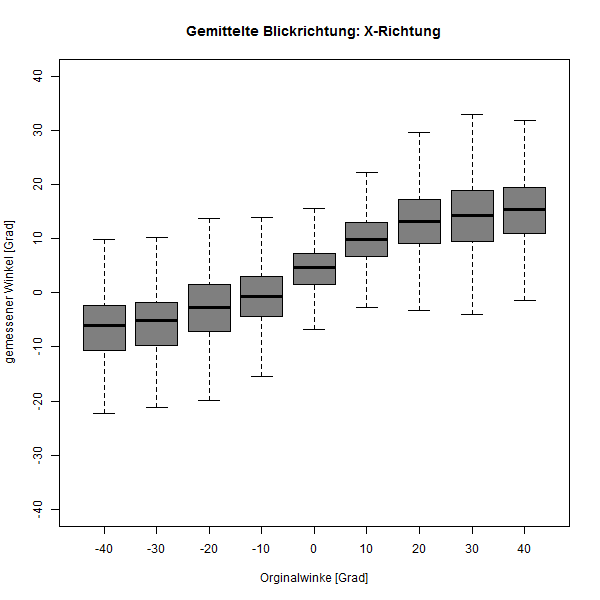 Gemittelte Blickrichtung: X-Richtung
gemessener Winkel [Grad]
40
30
20
10
0
-10
-20
-30
-40
-40 -30 -20 -10 0 10 20 30 40
Orginalwinke [Grad]